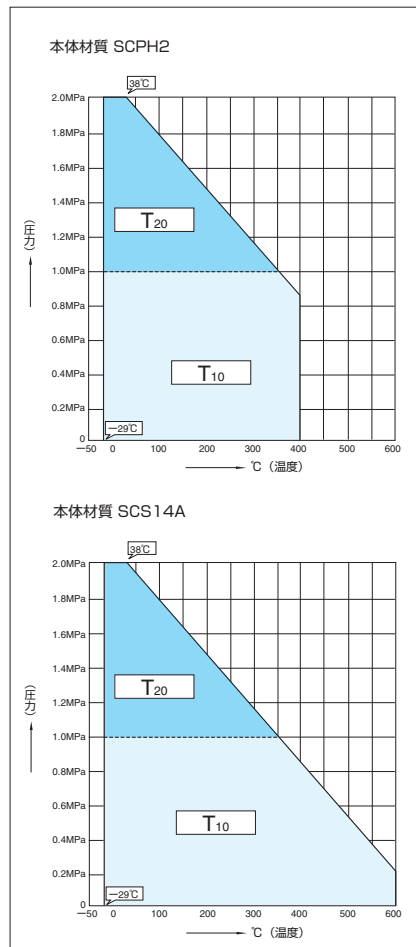 本体材質 SCPH2
38℃
2.0MPa
1.8MPa
1.6MPa
1.4MPa
1.2MPa
1.0MPa
0.8MPa
0.6MPa
0.4MPa
0.2MPa
0
(圧力)
T20
T10
−29℃
−50 0 100 200 300 400 500 600
℃(温度)
本体材質 SCS14A
38℃
2.0MPa
1.8MPa
1.6MPa
1.4MPa
1.2MPa
1.0MPa
0.8MPa
0.6MPa
0.4MPa
0.2MPa
0
(圧力)
T20
T10
−29℃
−50 0 100 200 300 400 500 600
℃(温度)